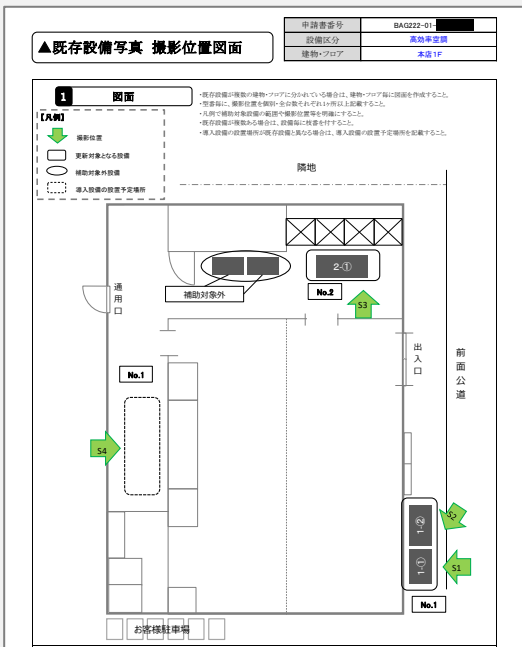 ▲既存設備写真 撮影位置図面
申請書番号 BAG222-01-
設備区分 高効率空調
建物・フロア 本店1F
1 図面
・既存設備が複数の建物・フロアに分かれている場合は、建物・フロア毎に図面を作成すること。
・型番毎に、撮影位置を個別・全台数それぞれ1ヶ所以上記載すること。
・凡例で補助対象設備の範囲や撮影位置等を明確にすること。
・既存設備が複数ある場合は、設備毎に枝番を付すること。
・導入設備の設置場所が既存設備と異なる場合は、導入設備の設置予定場所を記載すること。
【凡例】
撮影位置
更新対象となる設備
補助対象外設備
導入設備の設置予定場所
隣地
2-①
補助対象外
No.2
S3
通用口
出入口
前面公道
No.1
S4
1-②
S2
1-①
S1
No.1
お客様駐車場